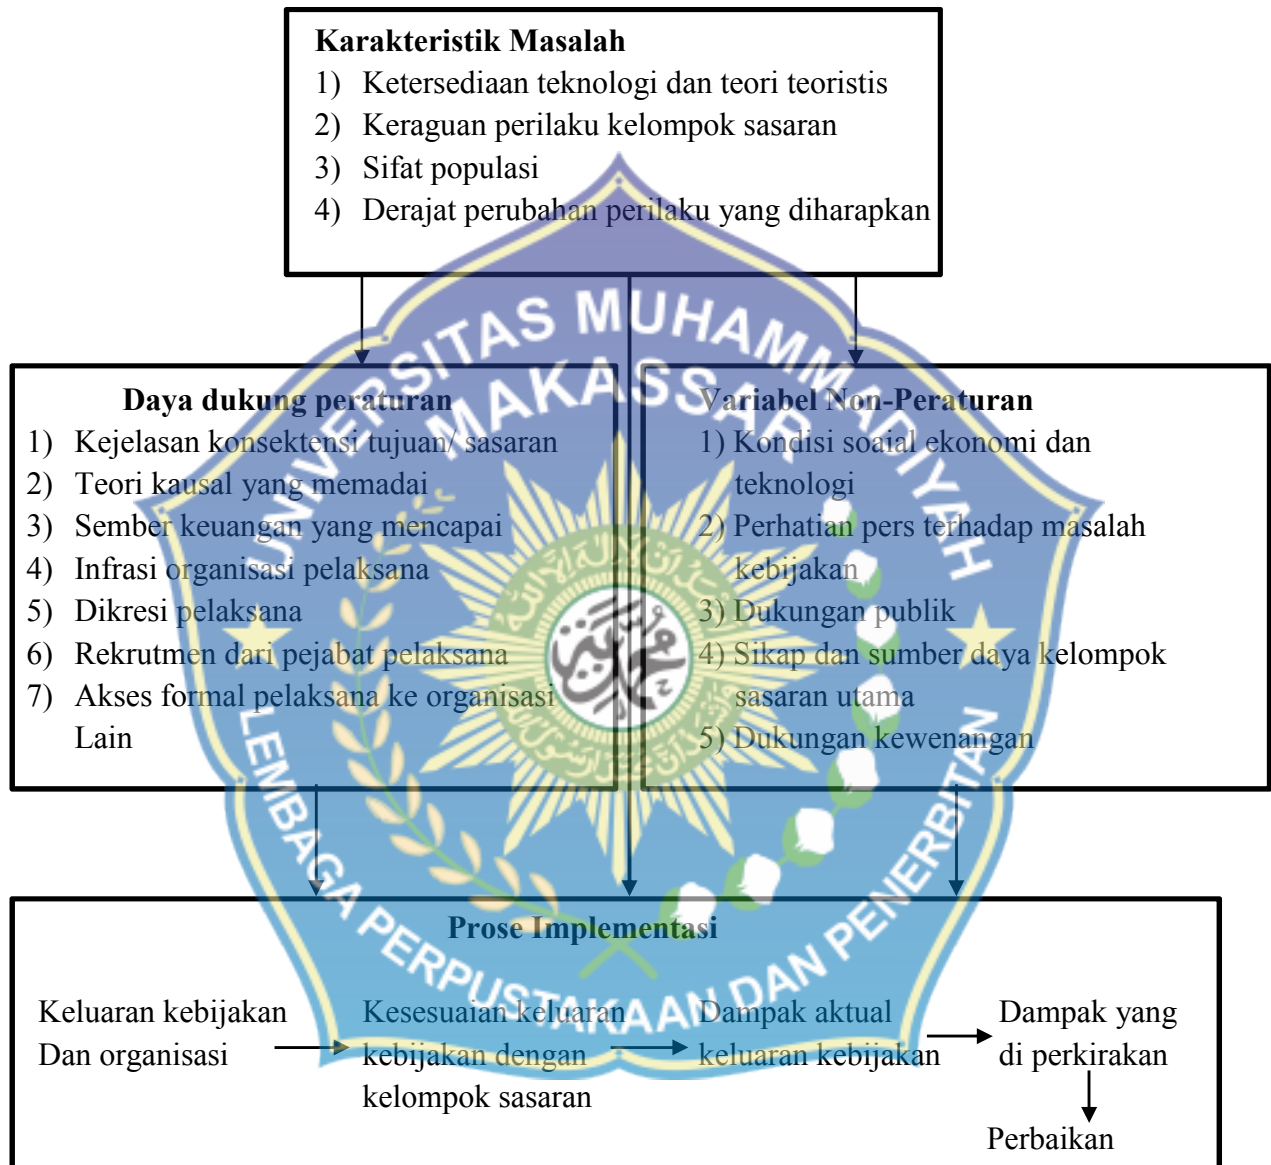 Karakteristik Masalah
1) Ketersediaan teknologi dan teori teoristis
2) Keraguan perilaku kelompok sasaran
3) Sifat populasi
4) Derajat perubahan perilaku yang diharapkan
Daya dukung peraturan
1) Kejelasan konsektensi tujuan/ sasaran
2) Teori kausal yang memadai
3) Sember keuangan yang mencapai
4) Infrasi organisasi pelaksana
5) Dikresi pelaksana
6) Rekrutmen dari pejabat pelaksana
7) Akses formal pelaksana ke organisasi
Lain
Variabel Non-Peraturan
1) Kondisi soaial ekonomi dan
teknologi
2) Perhatian pers terhadap masalah
kebijakan
3) Dukungan publik
4) Sikap dan sumber daya kelompok
sasaran utama
5) Dukungan kewenangan
Prose Implementasi
Keluaran kebijakan
Dan organisasi
Kesesuaian keluaran
kebijakan dengan
kelompok sasaran
Dampak aktual
keluaran kebijakan
Dampak yang
di perkirakan
Perbaikan
UNIVERSITAS MUHAMMADIYAH
MAKASSAR
LEMBAGA PERPUSTAKAAN DAN PENERBITAN